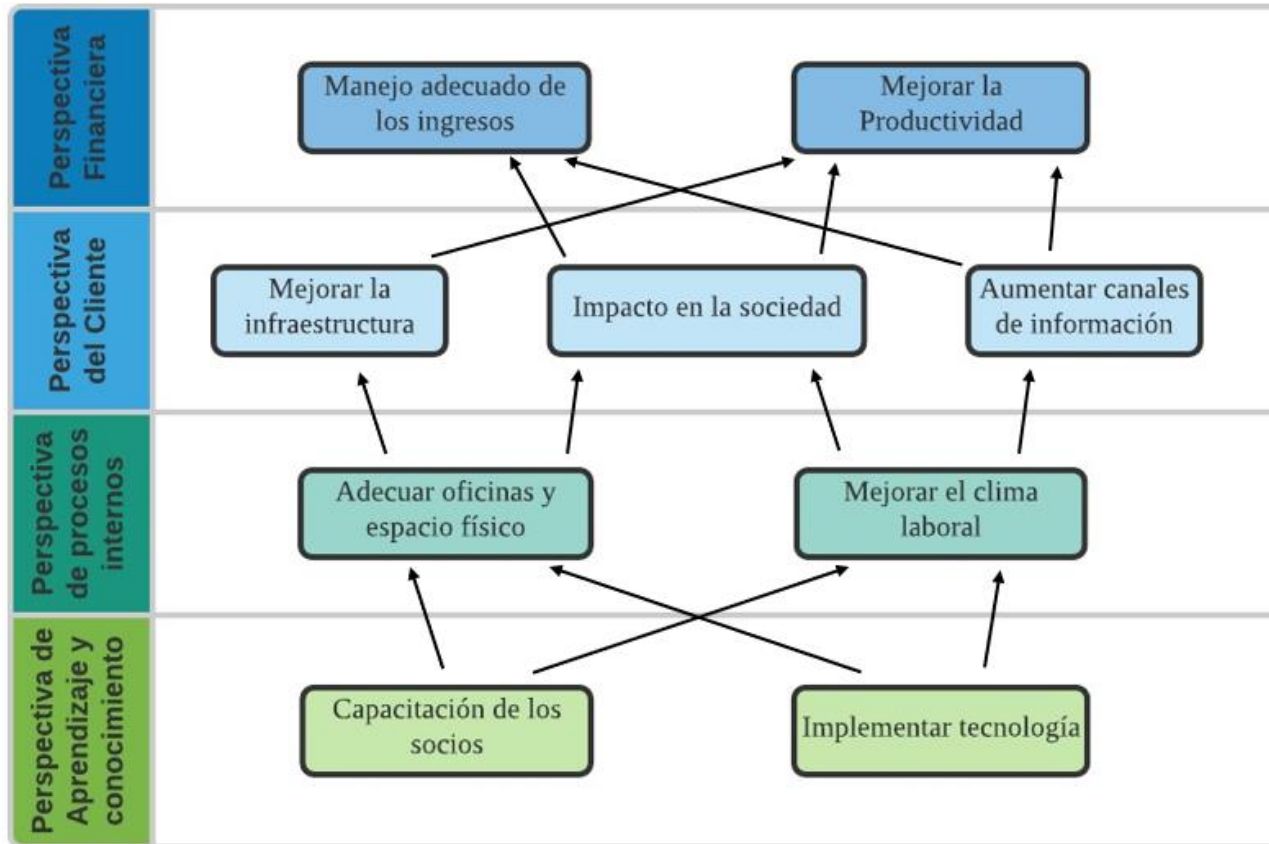 Perspectiva
Financiera
Manejo adecuado de
los ingresos
Mejorar la
Productividad
Perspectiva
del Cliente
Mejorar la
infraestructura
Impacto en la sociedad
Aumentar canales
de información
Perspectiva
de procesos
internos
Adecuar oficinas y
espacio físico
Mejorar el clima
laboral
Perspectiva de
Aprendizaje y
conocimiento
Capacitación de los
socios
Implementar tecnología